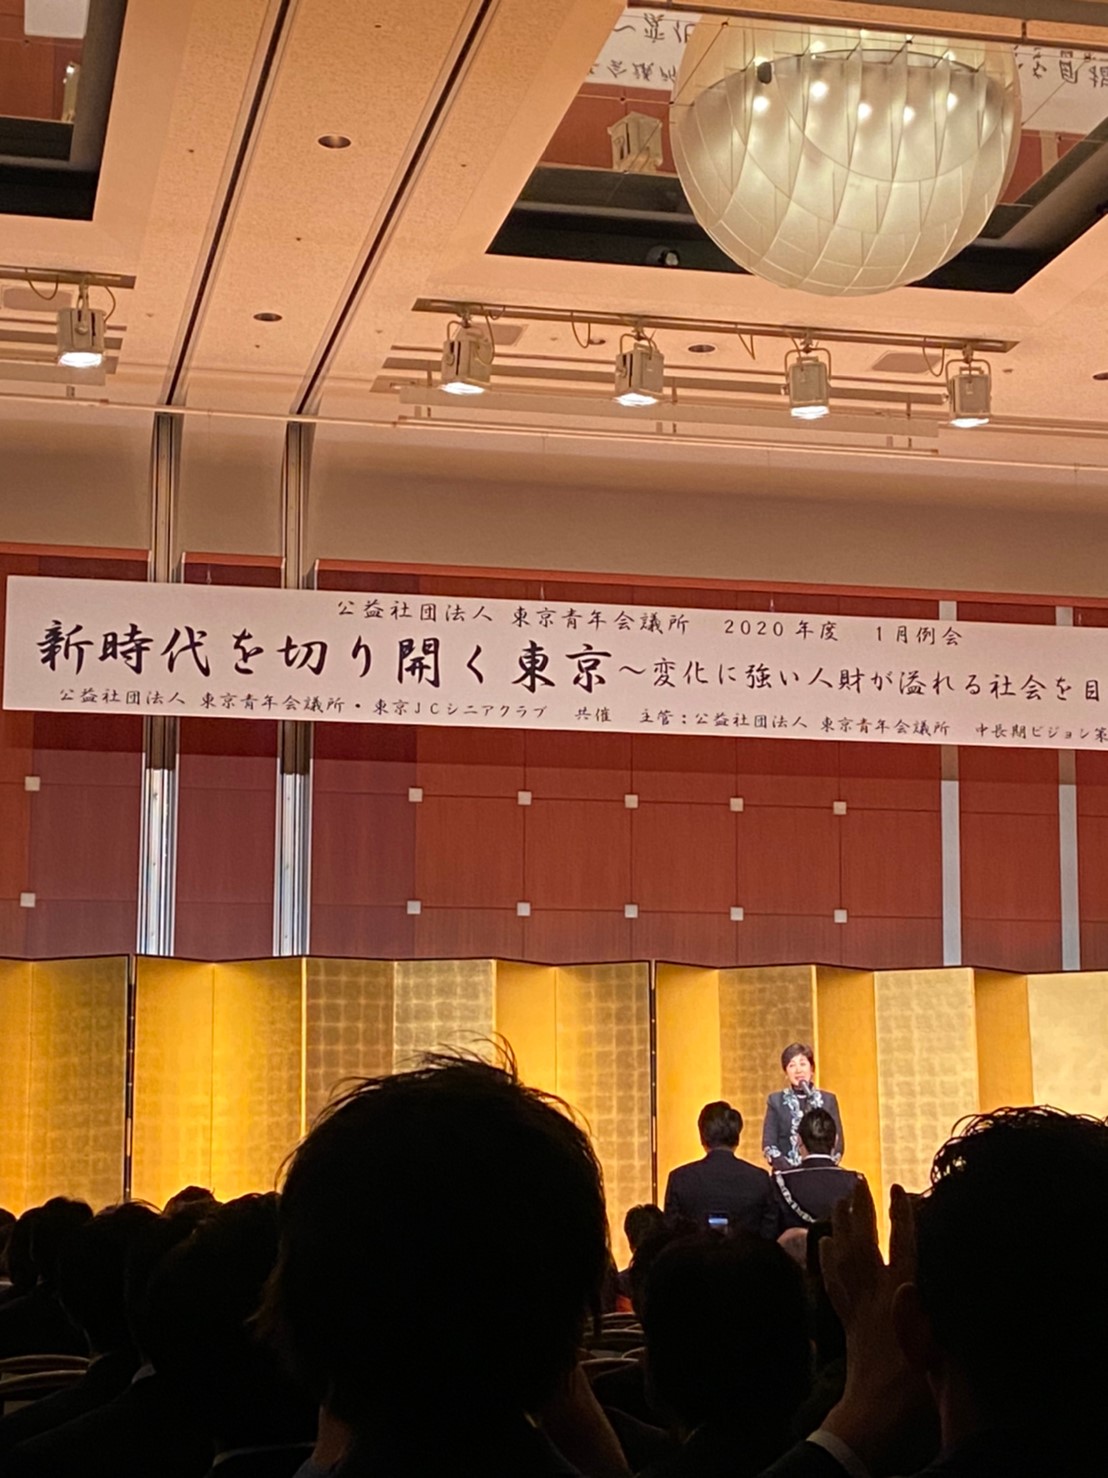 公益社団法人 東京青年会議所 2020年度 1月例会
新時代を切り開く東京~変化に強い人財が溢れる社会を目
公益社団法人 東京青年会議所・東京JCシニアクラブ 共催 主管:公益社団法人 東京青年会議所 中長期ビジョン策